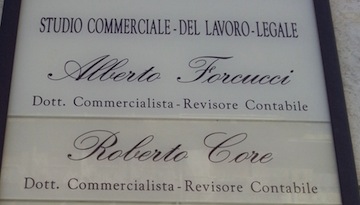 STUDIO COMMERCIALE-DEL LAVORO-LEGALE
Alberto Forcucci
Dott. Commercialista-Revisore Contabile
Roberto Core
Dott. Commercialista-Revisore Contabile